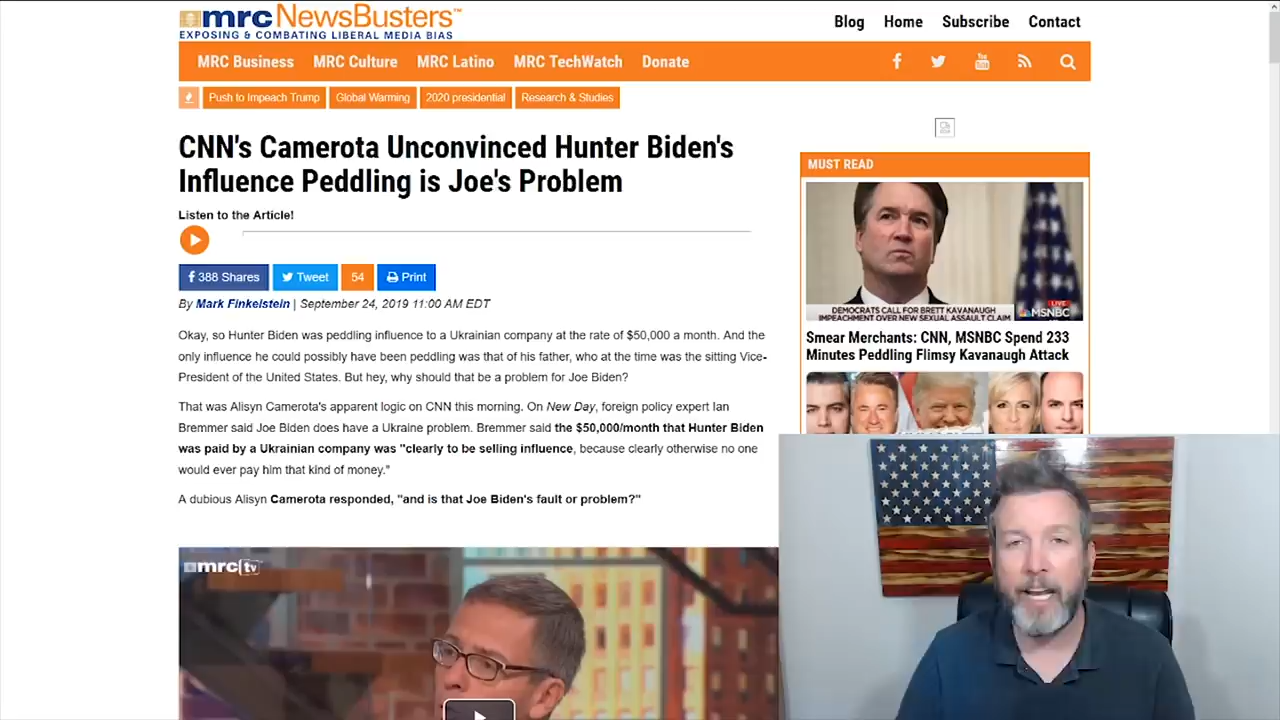 mrc NewsBusters™
EXPOSING & COMBATING LIBERAL MEDIA BIAS
Blog Home Subscribe Contact
MRC Business MRC Culture MRC Latino MRC TechWatch Donate
Push to Impeach Trump Global Warming 2020 presidential Research & Studies
CNN's Camerota Unconvinced Hunter Biden's
Influence Peddling is Joe's Problem
Listen to the Article!
388 Shares Tweet 54 Print
By Mark Finkelstein | September 24, 2019 11:00 AM EDT
Okay, so Hunter Biden was peddling influence to a Ukrainian company at the rate of $50,000 a month. And the
only influence he could possibly have been peddling was that of his father, who at the time was the sitting Vice-
President of the United States. But hey, why should that be a problem for Joe Biden?
That was Alisyn Camerota's apparent logic on CNN this morning. On New Day, foreign policy expert Ian
Bremmer said Joe Biden does have a Ukraine problem. Bremmer said the $50,000/month that Hunter Biden
was paid by a Ukrainian company was "clearly to be selling influence, because clearly otherwise no one
would ever pay him that kind of money."
A dubious Alisyn Camerota responded, "and is that Joe Biden's fault or problem?"
mrc tv
MUST READ
DEMOCRATS CALL FOR BRETT KAVANAUGH
IMPEACHMENT OVER NEW SEXUAL ASSAULT CLAIM
LIVE
MSNBC
Smear Merchants: CNN, MSNBC Spend 233
Minutes Peddling Flimsy Kavanaugh Attack